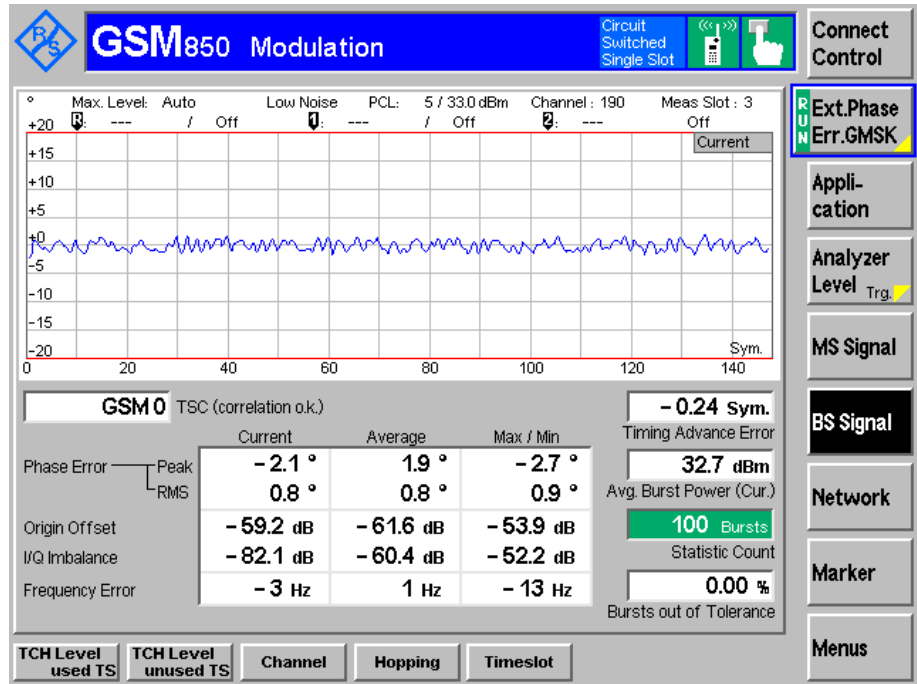 R&S
GSM850 Modulation
Circuit Switched Single Slot
Connect Control
° Max. Level: Auto Low Noise PCL: 5 / 33.0 dBm Channel : 190 Meas Slot : 3
R: --- / Off 1: --- / Off 2: --- Off
Current
+20
+15
+10
+5
+0
-5
-10
-15
-20
Sym.
0 20 40 60 80 100 120 140
GSM 0 TSC (correlation o.k.)
Current Average Max / Min
Phase Error Peak - 2.1 ° 1.9 ° - 2.7 °
RMS 0.8 ° 0.8 ° 0.9 °
Origin Offset - 59.2 dB - 61.6 dB - 53.9 dB
I/Q Imbalance - 82.1 dB - 60.4 dB - 52.2 dB
Frequency Error - 3 Hz 1 Hz - 13 Hz
- 0.24 Sym.
Timing Advance Error
32.7 dBm
Avg. Burst Power (Cur.)
100 Bursts
Statistic Count
0.00 %
Bursts out of Tolerance
RUN
Ext.Phase Err.GMSK
Appli-
cation
Analyzer
Level Trg.
MS Signal
BS Signal
Network
Marker
Menus
TCH Level used TS
TCH Level unused TS
Channel
Hopping
Timeslot